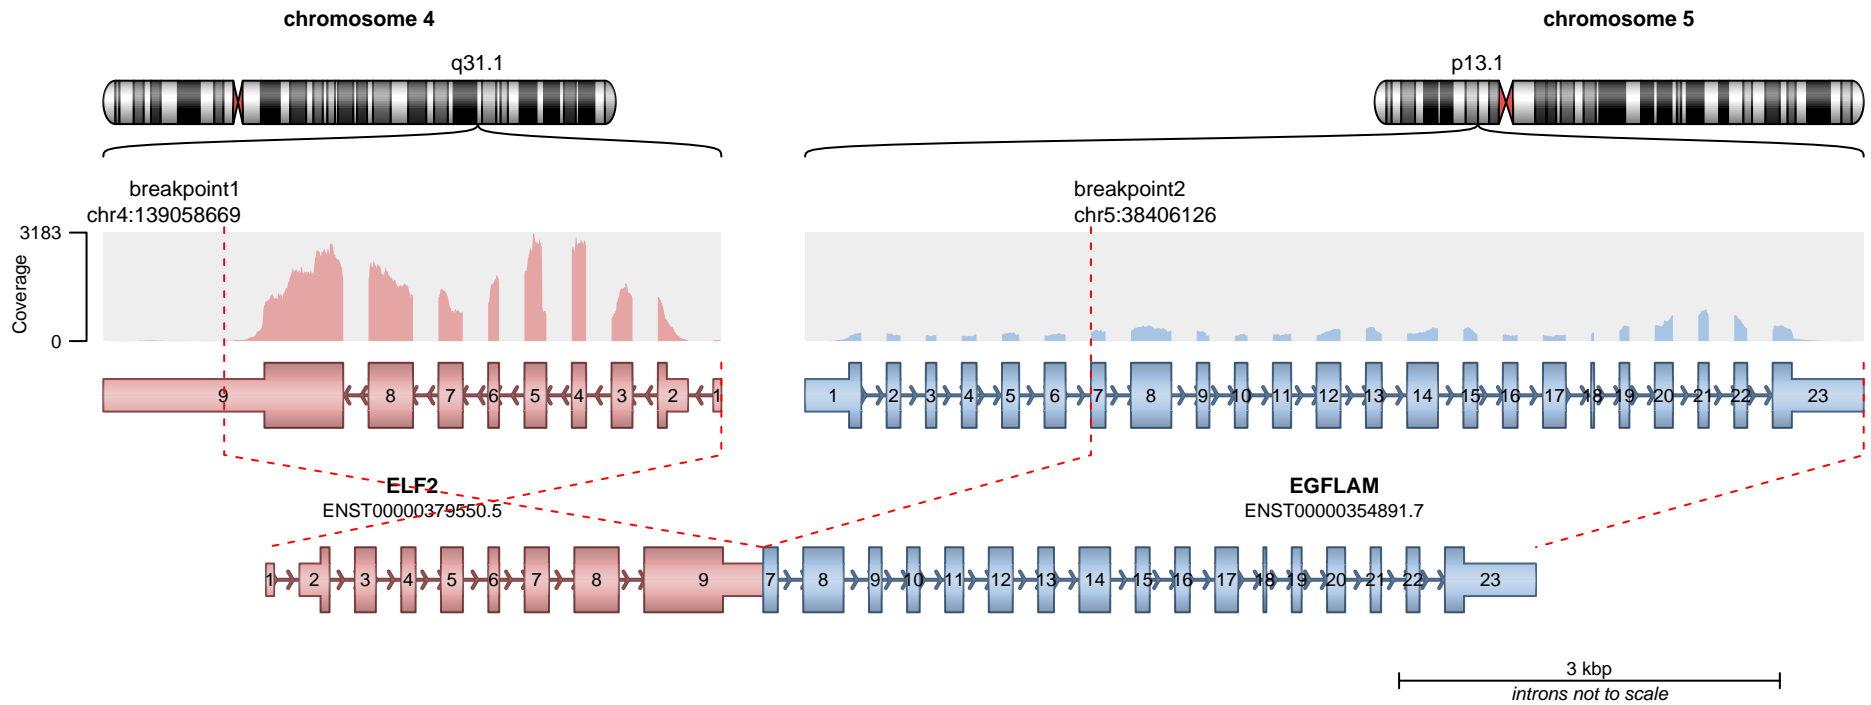 chromosome 4
chromosome 5
q31.1
p13.1
breakpoint1
chr4:139058669
breakpoint2
chr5:38406126
3183
Coverage
0
9 8 7 6 5 4 3 2 1
1 2 3 4 5 6 7 8 9 10 11 12 13 14 15 16 17 18 19 20 21 22 23
ELF2
ENST00000379550.5
EGFLAM
ENST00000354891.7
1 2 3 4 5 6 7 8 9 7 8 9 10 11 12 13 14 15 16 17 18 19 20 21 22 23
3 kbp
introns not to scale